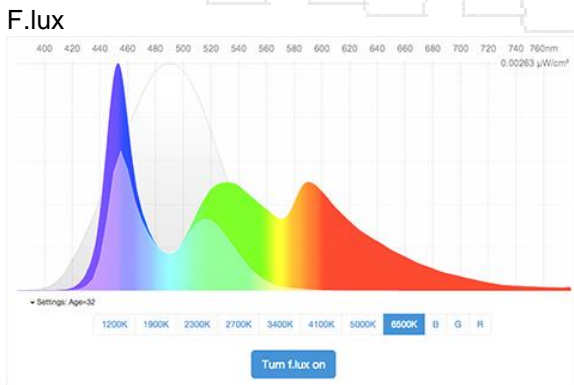 F.lux
400 420 440 460 480 500 520 540 560 580 600 620 640 660 680 700 720 740 760nm
0.00263 μW/cm²
Settings: Age=32
1200K 1900K 2300K 2700K 3400K 4100K 5000K 6500K B G R
Turn f.lux on